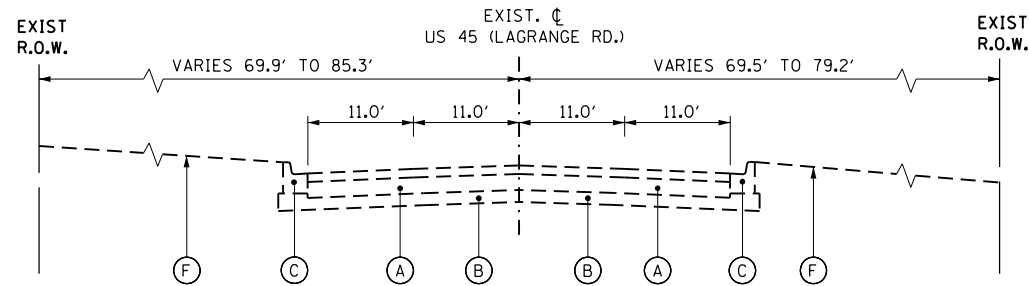 EXIST. ℄
US 45 (LAGRANGE RD.)
EXIST
R.O.W.
EXIST
R.O.W.
VARIES 69.9' TO 85.3'
VARIES 69.5' TO 79.2'
11.0' 11.0' 11.0' 11.0'
F C A B B A C F